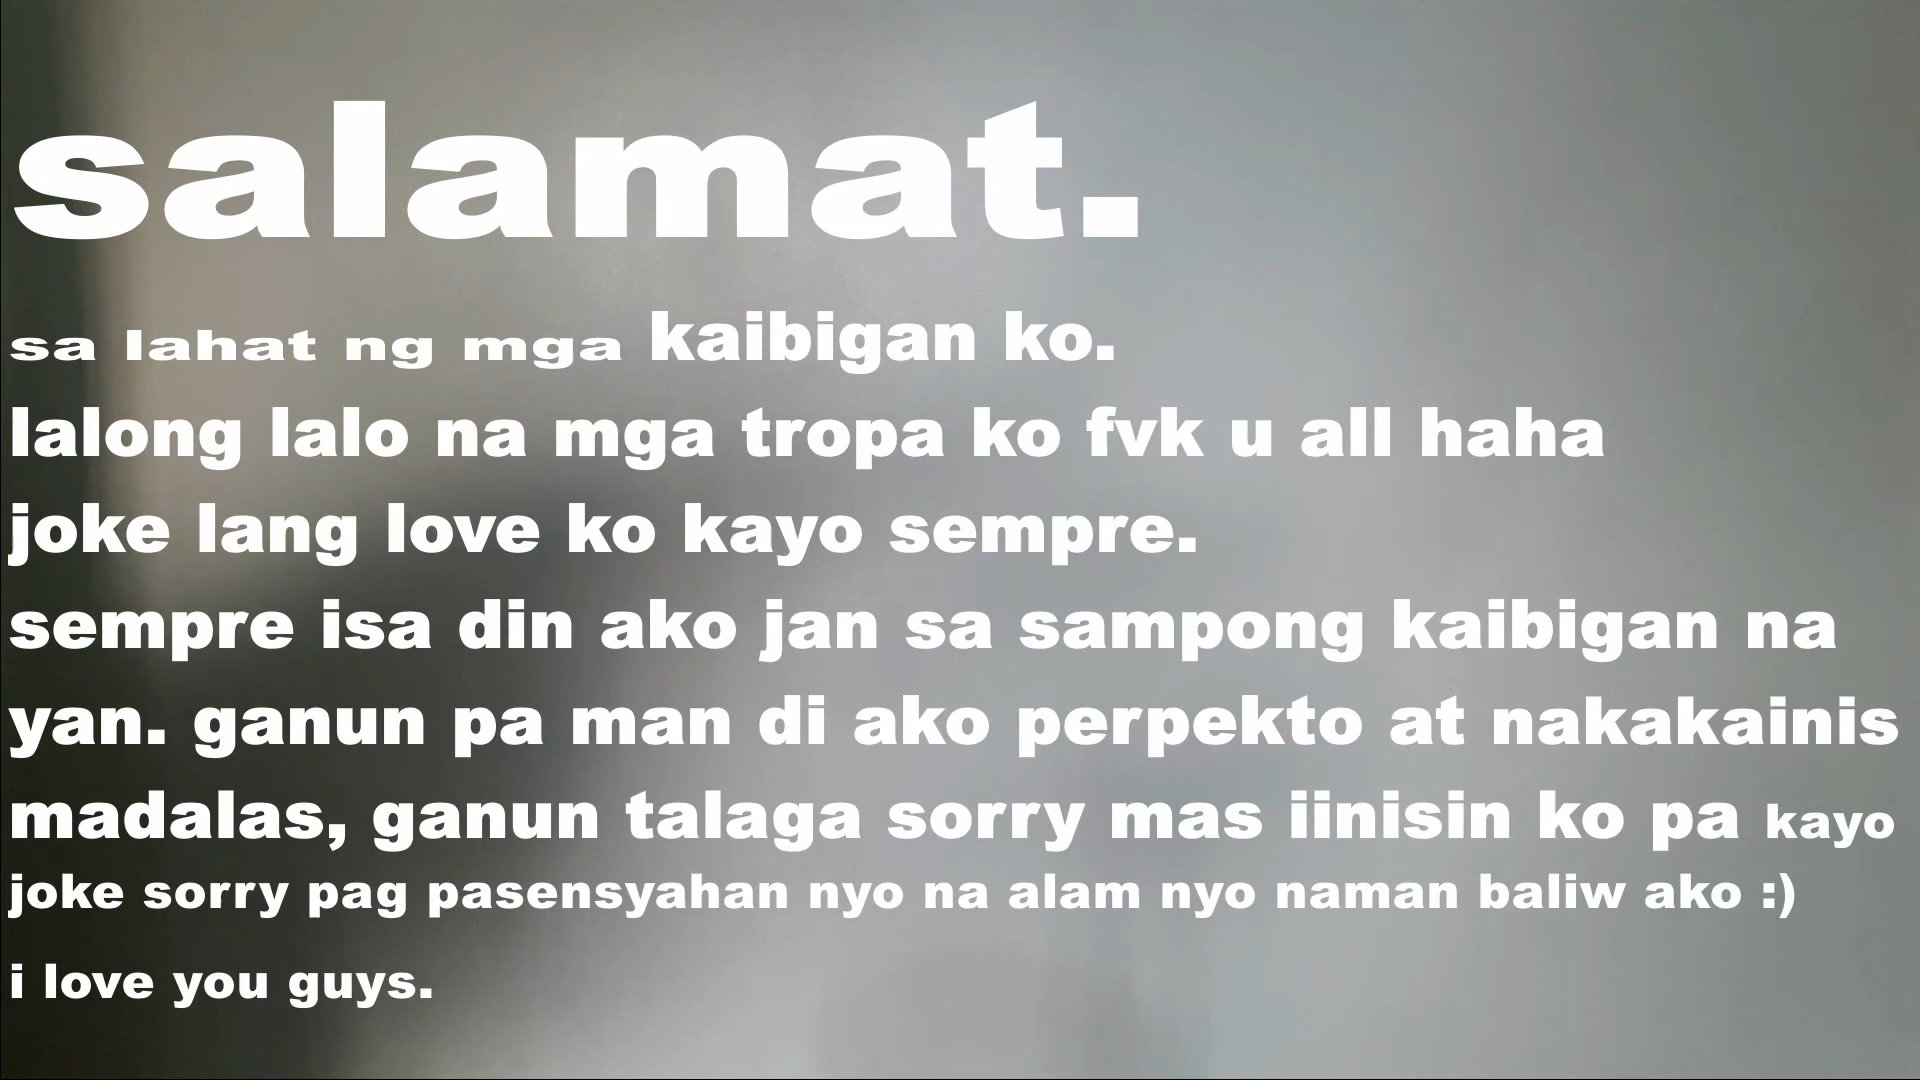 salamat.
sa lahat ng mga kaibigan ko.
lalong lalo na mga tropa ko fvk u all haha
joke lang love ko kayo sempre.
sempre isa din ako jan sa sampong kaibigan na
yan. ganun pa man di ako perpekto at nakakainis
madalas, ganun talaga sorry mas iinisin ko pa kayo
joke sorry pag pasensyahan nyo na alam nyo naman baliw ako :)
i love you guys.